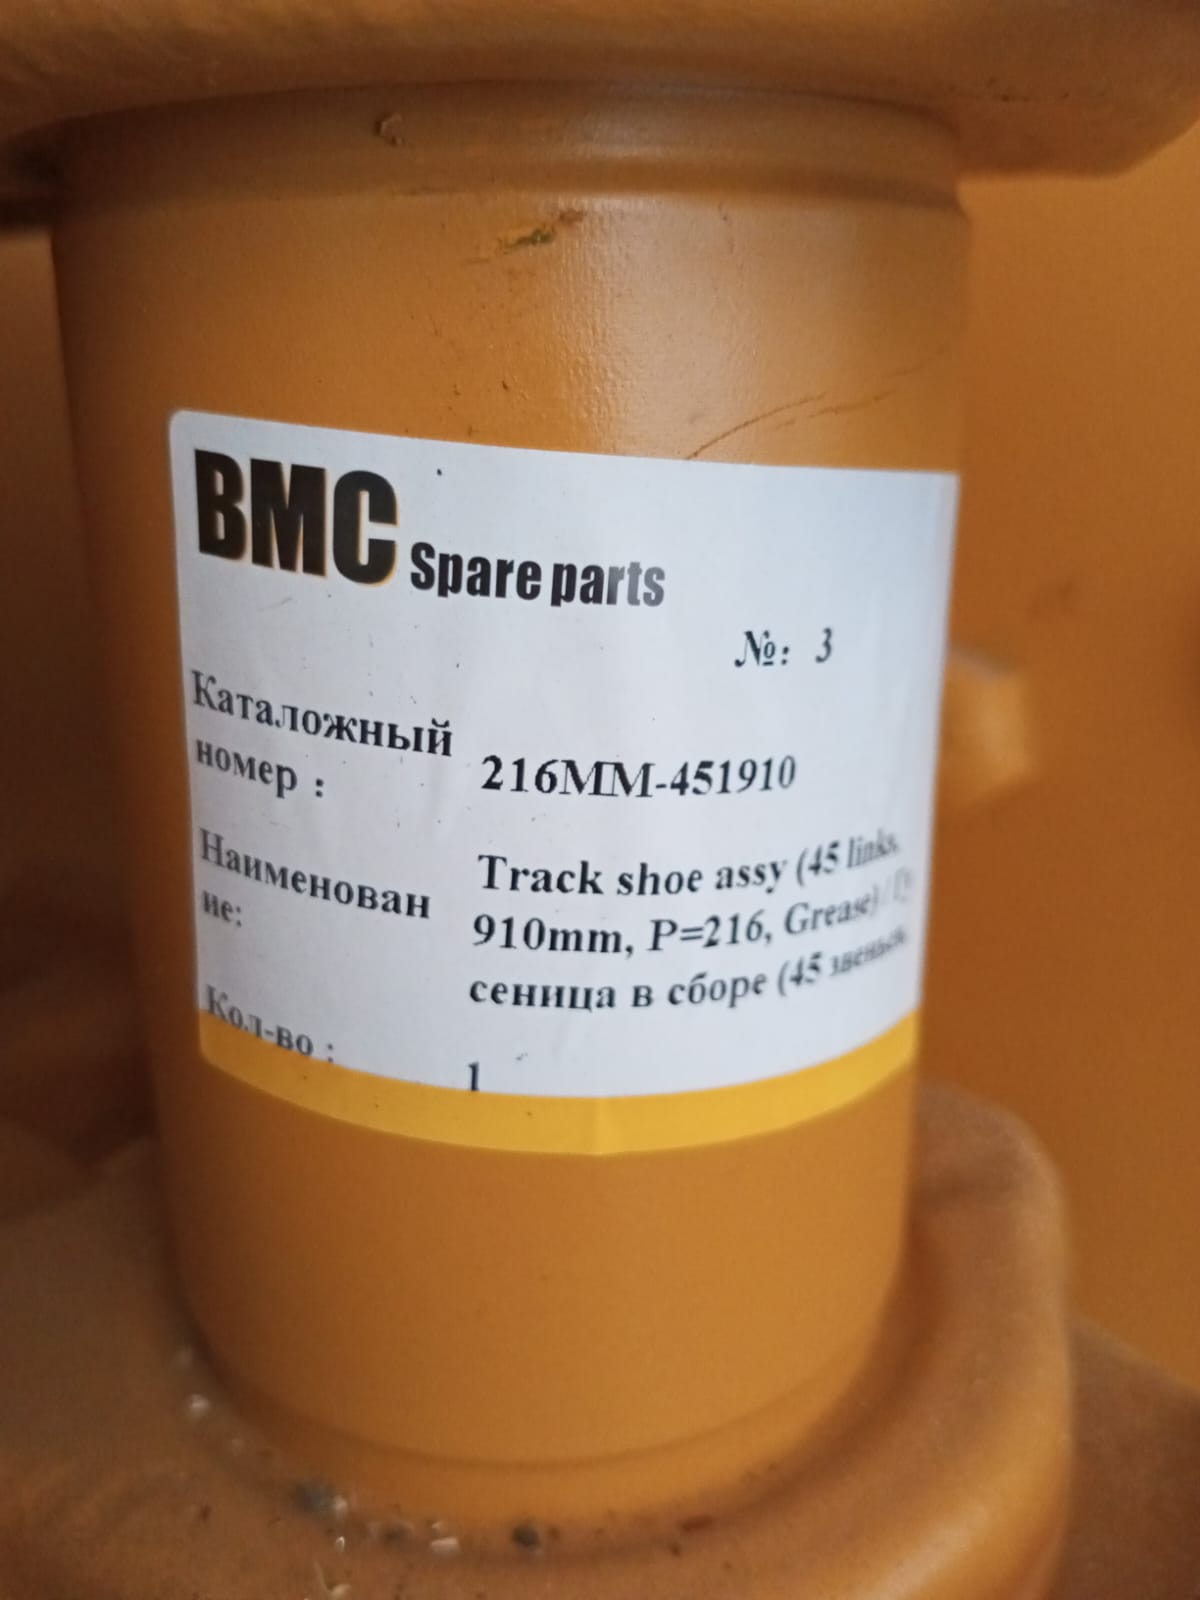 BMC Spare parts
№: 3
Каталожный
номер :
216MM-451910
Наименован
ие:
Track shoe assy (45 links,
910mm, P=216, Grease) /
сеница в сборе (45 звеньев,
Кол-во :
1